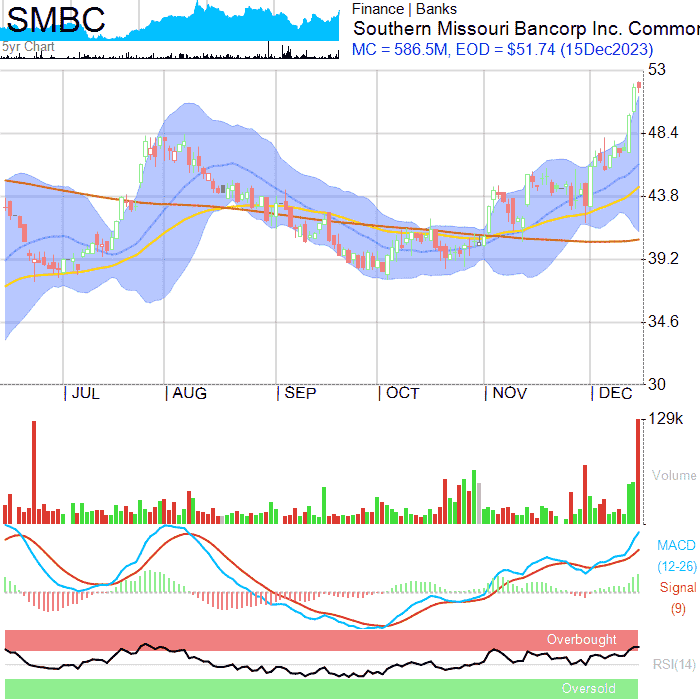 SMBC
5yr Chart
Finance | Banks
Southern Missouri Bancorp Inc. Common
MC = 586.5M, EOD = $51.74 (15Dec2023)
53
48.4
43.8
39.2
34.6
30
JUL
AUG
SEP
OCT
NOV
DEC
129k
Volume
MACD
(12-26)
Signal
(9)
Overbought
RSI(14)
Oversold